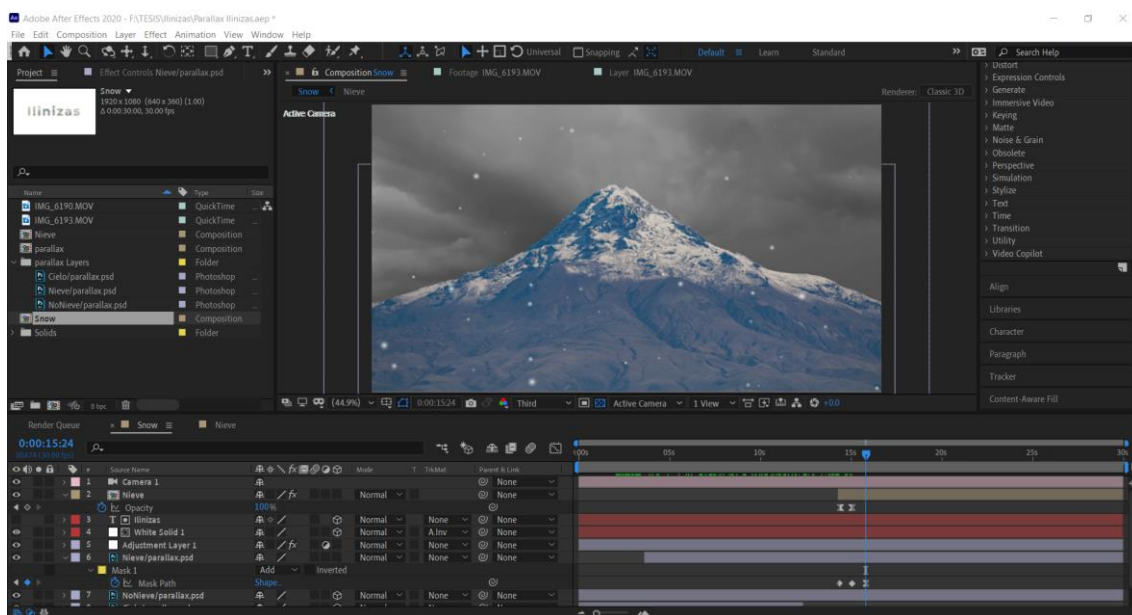 Adobe After Effects 2020 - F:\TESIS\Ilinizas\Parallax Ilinizas.aep *
File Edit Composition Layer Effect Animation View Window Help
Universal Snapping Default Learn Standard Search Help
Project Effect Controls Nieve/parallax.psd Composition Snow Footage IMG_6193.MOV Layer IMG_6193.MOV
Snow
1920 x 1080 (640 x 360) (1.00)
Δ 0:00:30:00, 30.00 fps
Ilinizas
Snow Nieve Renderer: Classic 3D
Active Camera
Name Type Size
IMG_6190.MOV QuickTime
IMG_6193.MOV QuickTime
Nieve Composition
parallax Composition
parallax Layers Folder
Cielo/parallax.psd Photoshop
Nieve/parallax.psd Photoshop
NoNieve/parallax.psd Photoshop
Snow Composition
Solids Folder
Distort
Expression Controls
Generate
Immersive Video
Keying
Matte
Noise & Grain
Obsolete
Perspective
Simulation
Stylize
Text
Time
Transition
Utility
Video Copilot
Align
Libraries
Character
Paragraph
Tracker
Content-Aware Fill
8 bpc (44.9%) 0:00:15:24 Third Active Camera 1 View +0.0
Render Queue Snow Nieve
0:00:15:24
# Source Name Mode T TrkMat Parent & Link
:00s 05s 10s 15s 20s 25s 30s
1 Camera 1 None
2 Nieve Normal None
Opacity 100%
3 T Ilinizas Normal None None
4 White Solid 1 Normal A.Inv None
5 Adjustment Layer 1 Normal None None
6 Nieve/parallax.psd Normal None None
Mask 1 Add Inverted
Mask Path Shape...
7 NoNieve/parallax.psd Normal None None